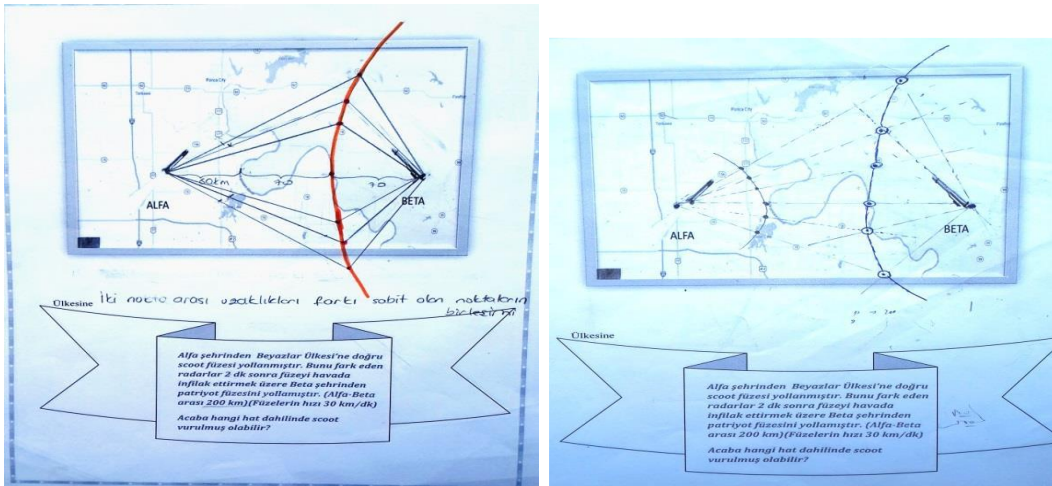 ALFA
BETA
60km
70
70
Ülkesine
İki nokta arası uzaklıkları farkı sabit olan noktaların
birleşimi
Alfa şehrinden Beyazlar Ülkesi'ne doğru
scoot füzesi yollanmıştır. Bunu fark eden
radarlar 2 dk sonra füzeyi havada
infilak ettirmek üzere Beta şehrinden
patriyot füzesini yollamıştır. (Alfa-Beta
arası 200 km)(Füzelerin hızı 30 km/dk)
Acaba hangi hat dahilinde scoot
vurulmuş olabilir?
ALFA
BETA
Ülkesine
Alfa şehrinden Beyazlar Ülkesi'ne doğru
scoot füzesi yollanmıştır. Bunu fark eden
radarlar 2 dk sonra füzeyi havada
infilak ettirmek üzere Beta şehrinden
patriyot füzesini yollamıştır. (Alfa-Beta
arası 200 km)(Füzelerin hızı 30 km/dk)
Acaba hangi hat dahilinde scoot
vurulmuş olabilir?